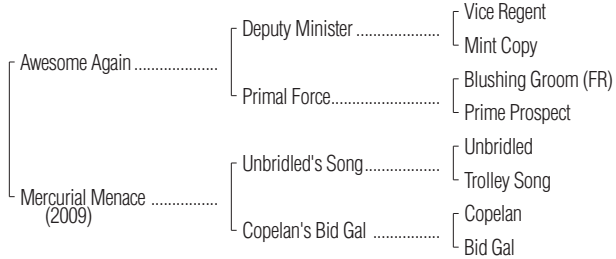 Vice Regent
Deputy Minister ....................
Mint Copy
Awesome Again ....................
Blushing Groom (FR)
Primal Force..........................
Prime Prospect
Unbridled
Unbridled's Song..................
Trolley Song
Mercurial Menace ................
(2009)
Copelan
Copelan's Bid Gal ................
Bid Gal